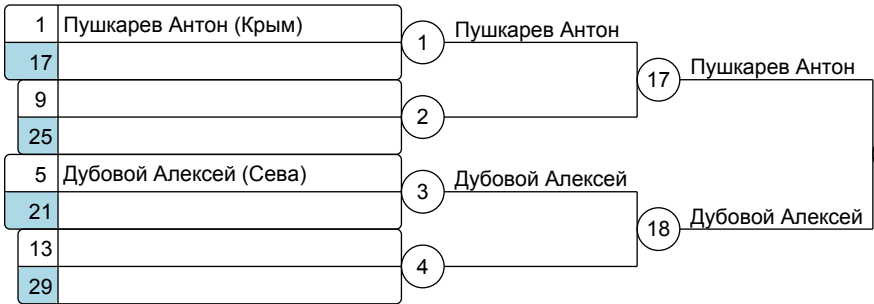 1 Пушкарев Антон (Крым)
17
1 Пушкарев Антон
17 Пушкарев Антон
9
25
2
5 Дубовой Алексей (Сева)
21
3 Дубовой Алексей
18 Дубовой Алексей
13
29
4